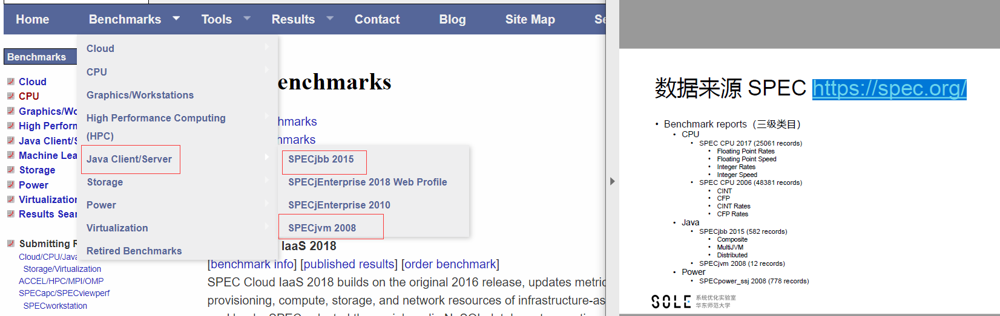 Home Benchmarks Tools Results Contact Blog Site Map Se
Benchmarks
Cloud
CPU
Graphics/Wo
High Perforn
Java Client/S
Machine Lea
Storage
Power
Virtualization
Results Sear
Submitting R
Cloud/CPU/Java
Storage/Virtualization
ACCEL/HPC/MPI/OMP
SPECapc/SPECviewperf
SPECworkstation
Cloud
CPU
Graphics/Workstations
High Performance Computing
(HPC)
Java Client/Server
Storage
Power
Virtualization
Retired Benchmarks
SPECjbb 2015
SPECjEnterprise 2018 Web Profile
SPECjEnterprise 2010
SPECjvm 2008
enchmarks
hmarks
hmarks
IaaS 2018
[benchmark info] [published results] [order benchmark]
SPEC Cloud IaaS 2018 builds on the original 2016 release, updates metric
provisioning, compute, storage, and network resources of infrastructure-as
数据来源 SPEC https://spec.org/
• Benchmark reports（三级类目）
• CPU
• SPEC CPU 2017 (25061 records)
• Floating Point Rates
• Floating Point Speed
• Integer Rates
• Integer Speed
• SPEC CPU 2006 (48381 records)
• CINT
• CFP
• CINT Rates
• CFP Rates
• Java
• SPECjbb 2015 (582 records)
• Composite
• MultiJVM
• Distributed
• SPECjvm 2008 (12 records)
• Power
• SPECpower_ssj 2008 (778 records)
SOLE 系统优化实验室
华东师范大学